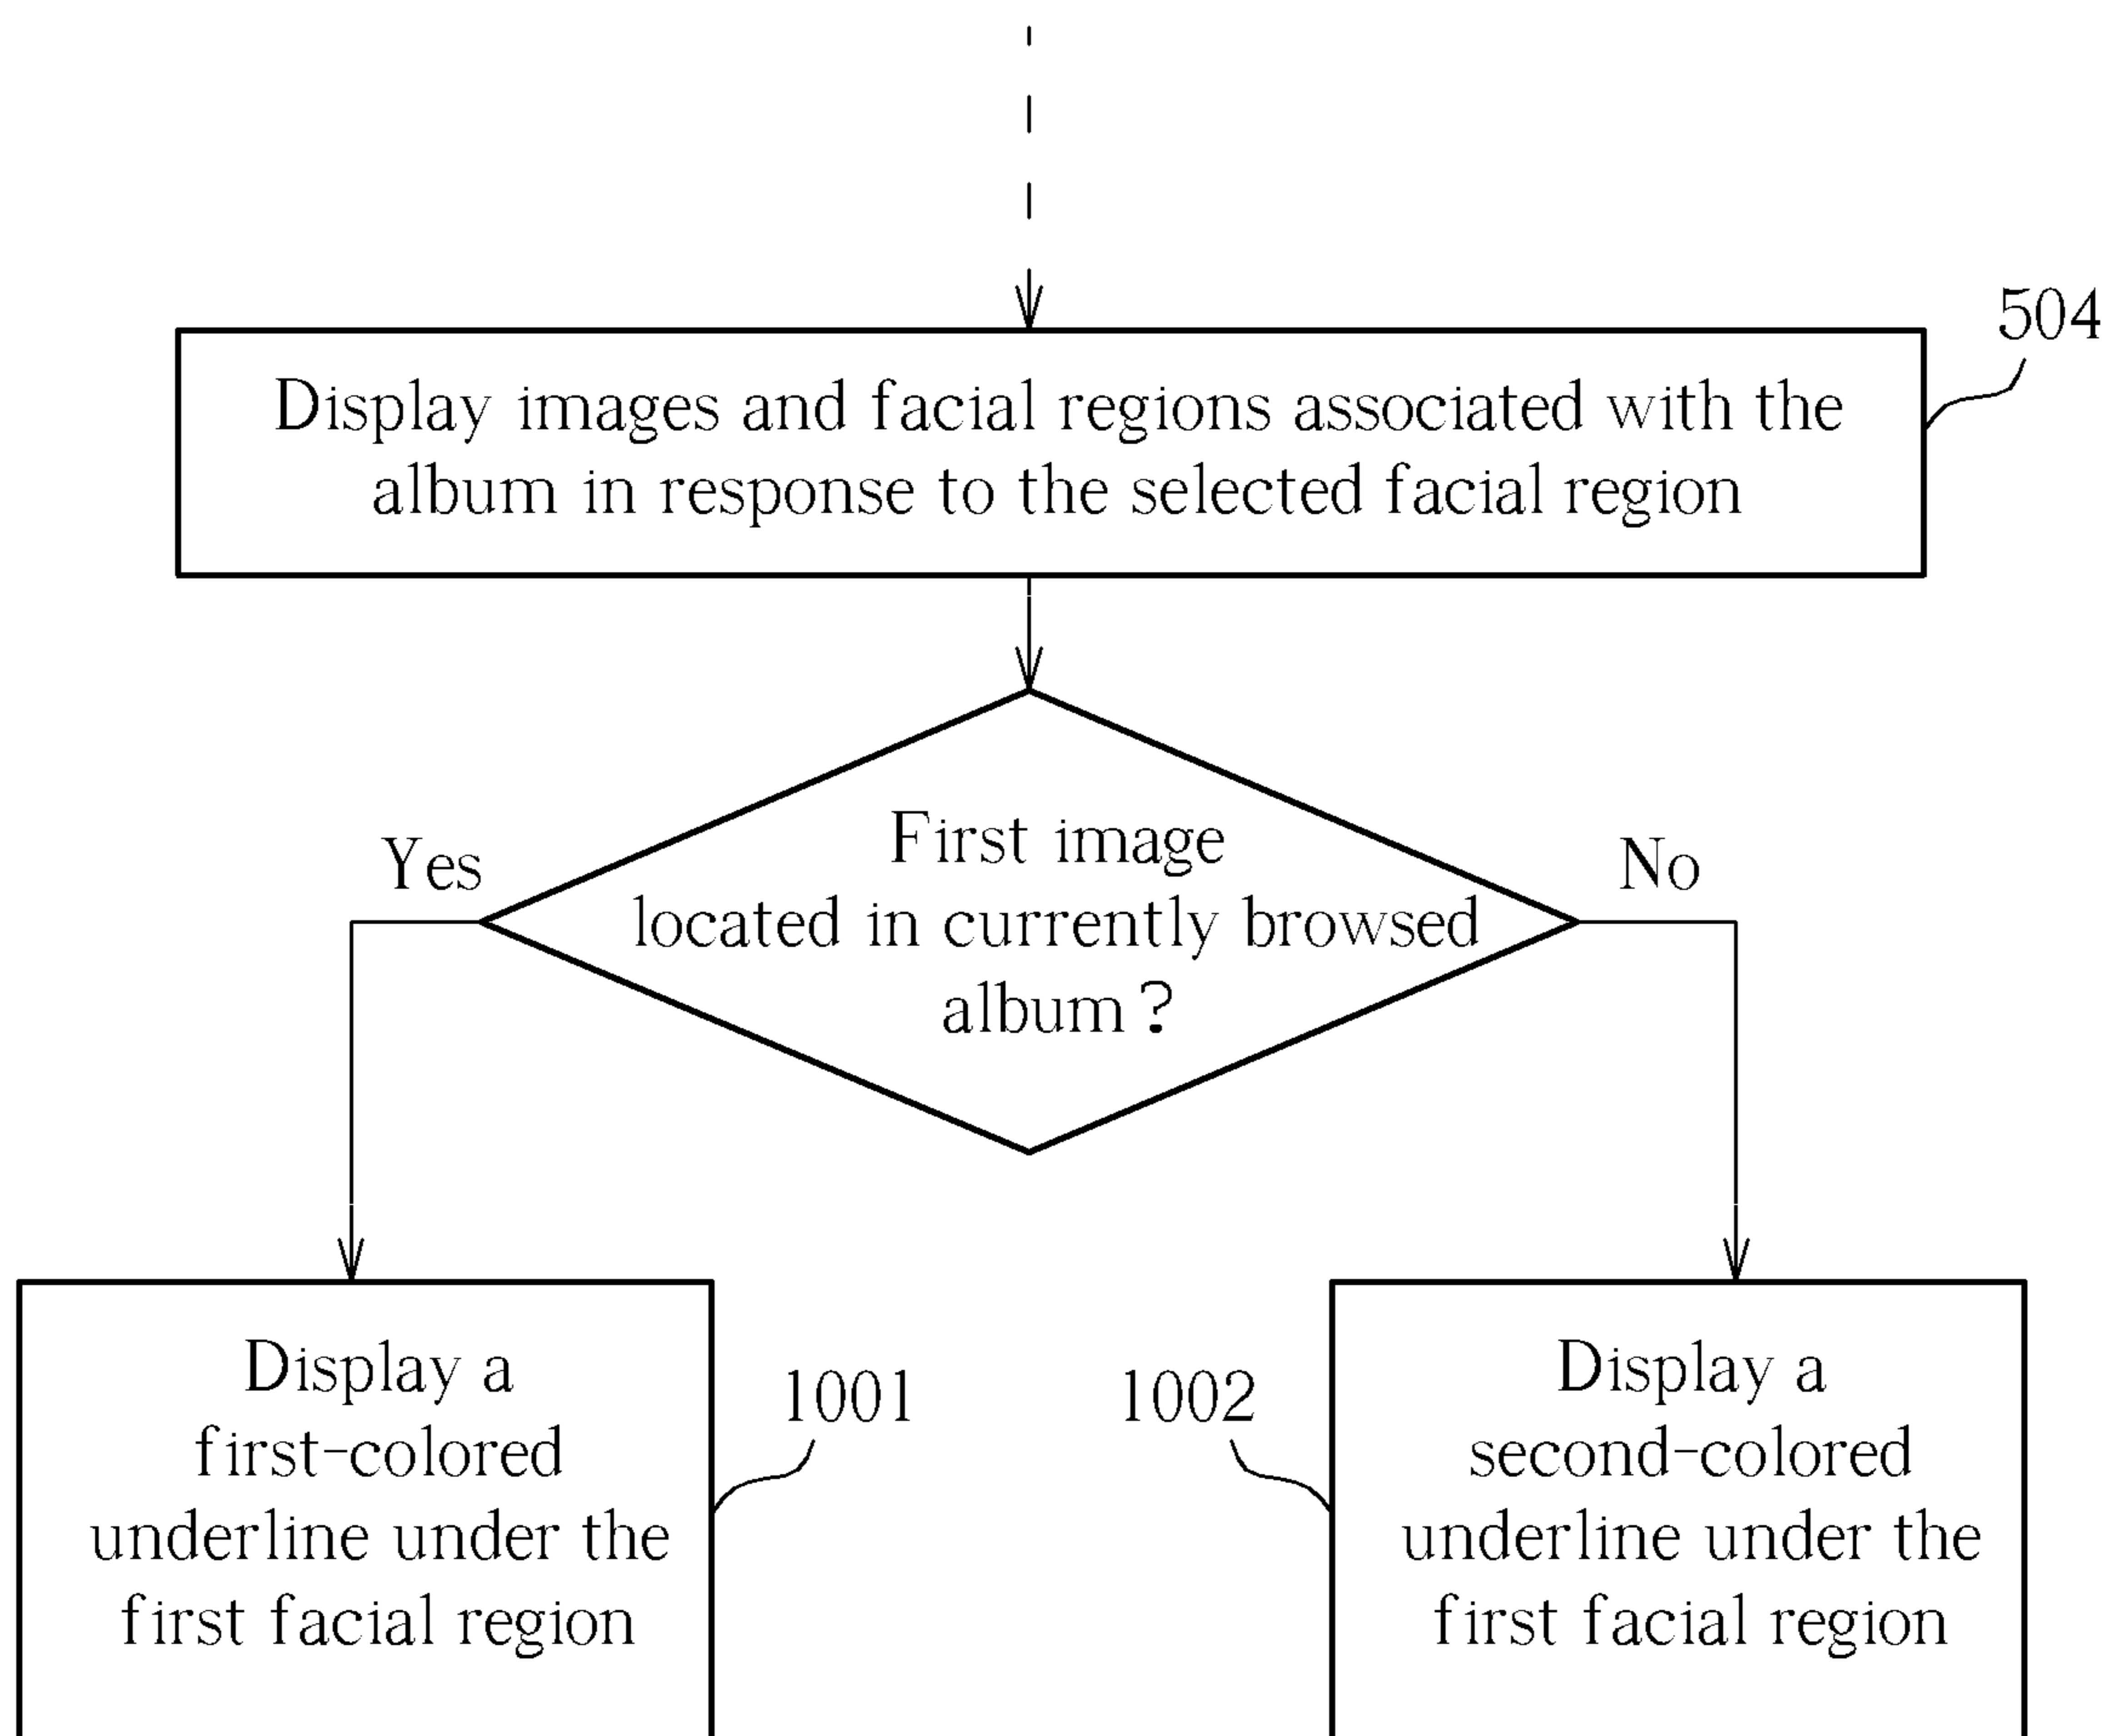 504
Display images and facial regions associated with the
album in response to the selected facial region
First image
located in currently browsed
album?
Yes
No
Display a
first-colored
underline under the
first facial region
1001
1002
Display a
second-colored
underline under the
first facial region